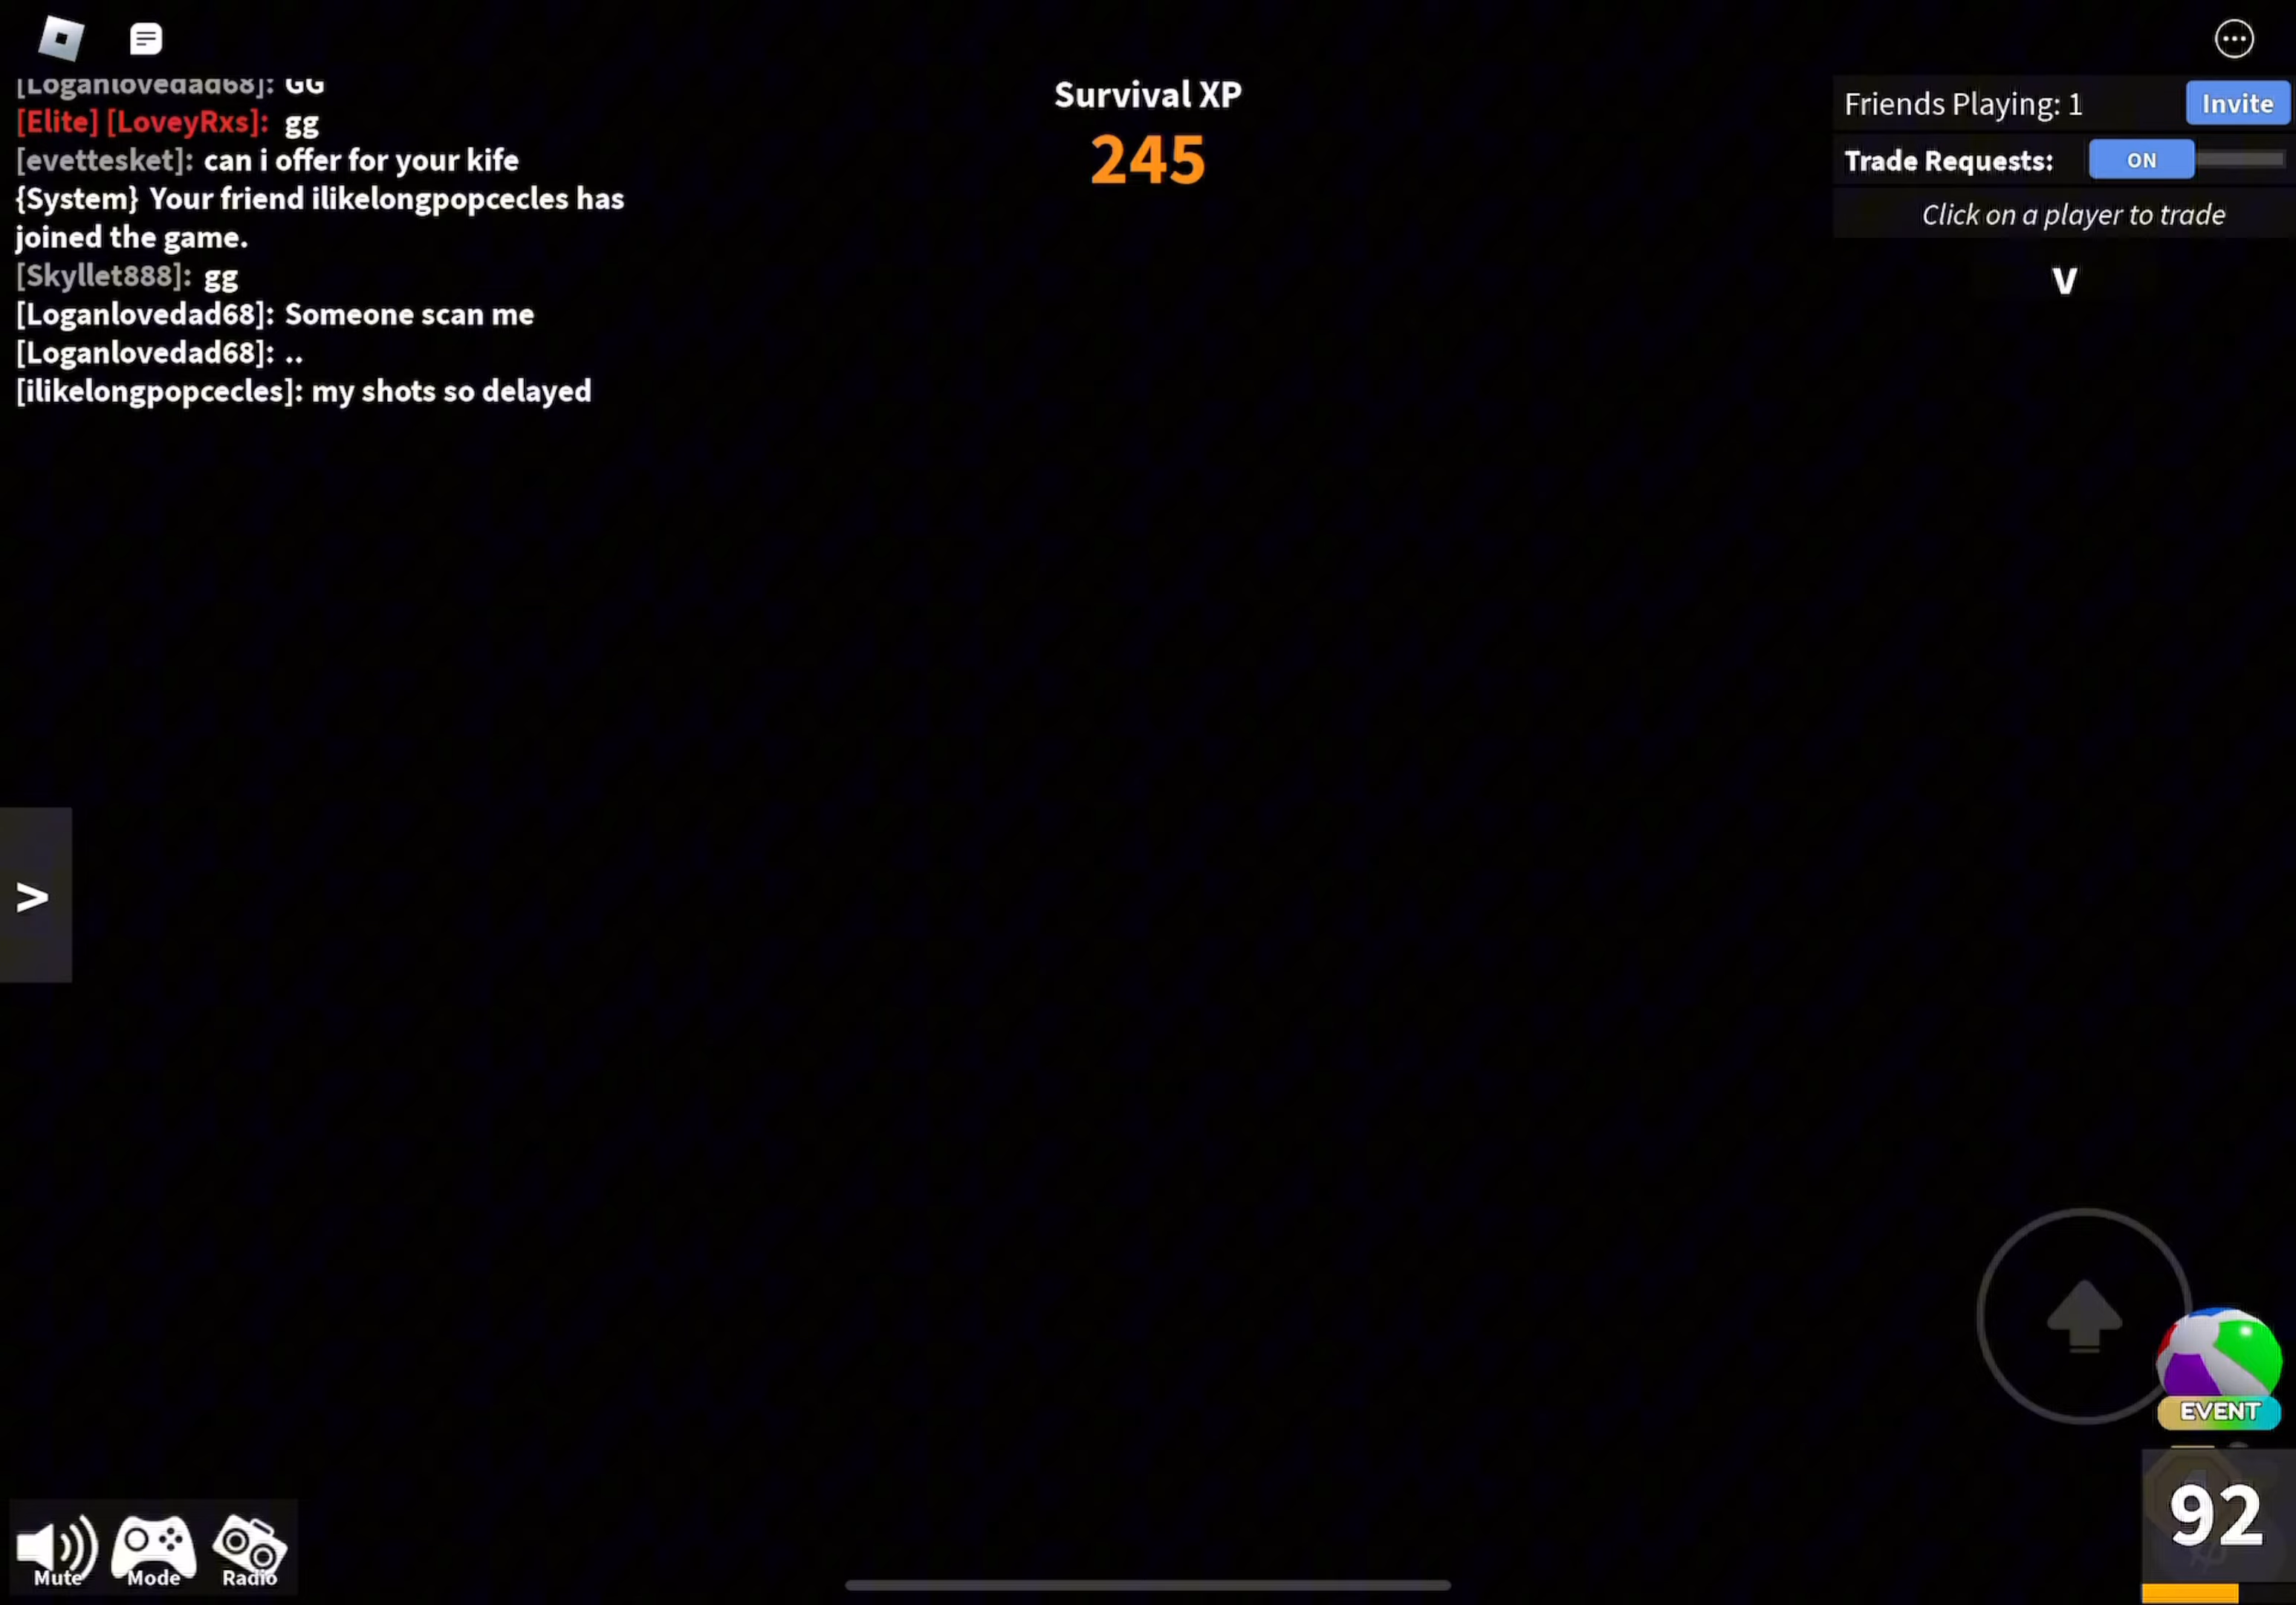 [Loganlovedad68]: GG
[Elite] [LoveyRxs]: gg
[evettesket]: can i offer for your kife
{System} Your friend ilikelongpopcecles has
joined the game.
[Skyllet888]: gg
[Loganlovedad68]: Someone scan me
[Loganlovedad68]: ..
[ilikelongpopcecles]: my shots so delayed
Survival XP
245
Friends Playing: 1 Invite
Trade Requests: ON
Click on a player to trade
V
>
EVENT
92
Mute Mode Radio